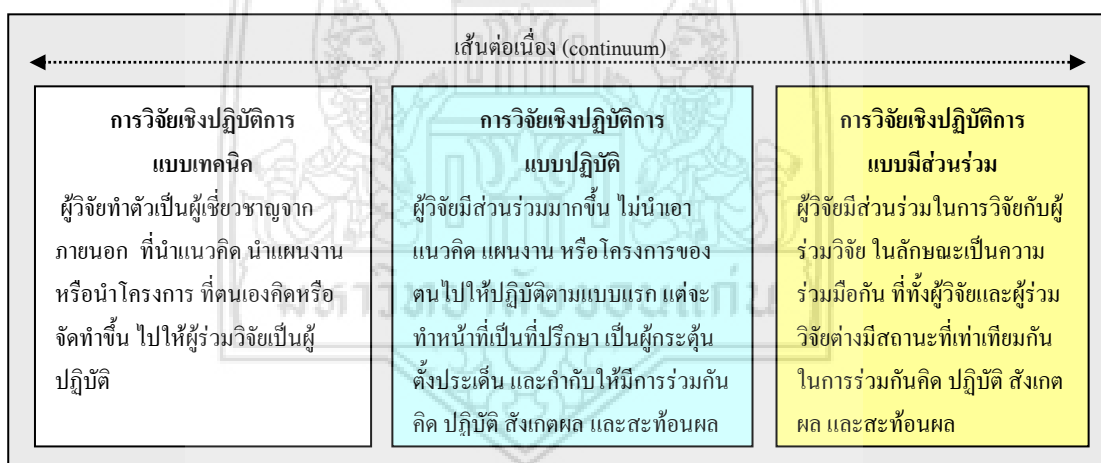 เส้นต่อเนื่อง (continuum)
การวิจัยเชิงปฏิบัติการ
แบบเทคนิค
ผู้วิจัยทำตัวเป็นผู้เชี่ยวชาญจาก
ภายนอก ที่นำแนวคิด นำแผนงาน
หรือนำโครงการ ที่ตนเองคิดหรือ
จัดทำขึ้น ไปให้ผู้ร่วมวิจัยเป็นผู้
ปฏิบัติ
การวิจัยเชิงปฏิบัติการ
แบบปฏิบัติ
ผู้วิจัยมีส่วนร่วมมากขึ้น ไม่นำเอา
แนวคิด แผนงาน หรือโครงการของ
ตนไปให้ปฏิบัติตามแบบแรก แต่จะ
ทำหน้าที่เป็นที่ปรึกษา เป็นผู้กระตุ้น
ตั้งประเด็น และกำกับให้มีการร่วมกัน
คิด ปฏิบัติ สังเกตผล และสะท้อนผล
การวิจัยเชิงปฏิบัติการ
แบบมีส่วนร่วม
ผู้วิจัยมีส่วนร่วมในการวิจัยกับผู้
ร่วมวิจัย ในลักษณะเป็นความ
ร่วมมือกัน ที่ทั้งผู้วิจัยและผู้ร่วม
วิจัยต่างมีสถานะที่เท่าเทียมกัน
ในการร่วมกันคิด ปฏิบัติ สังเกต
ผล และสะท้อนผล